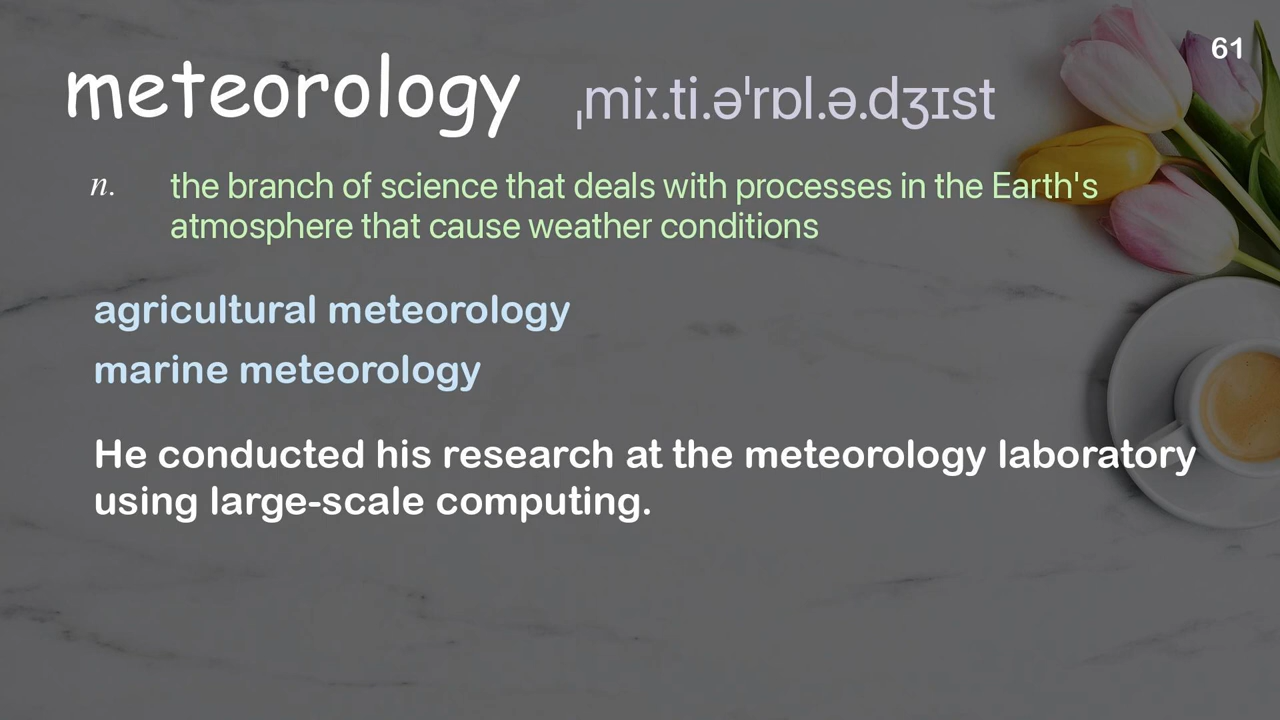 61
meteorology ˌmiː.ti.əˈrɒl.ə.dʒɪst
n. the branch of science that deals with processes in the Earth's
atmosphere that cause weather conditions
agricultural meteorology
marine meteorology
He conducted his research at the meteorology laboratory
using large-scale computing.